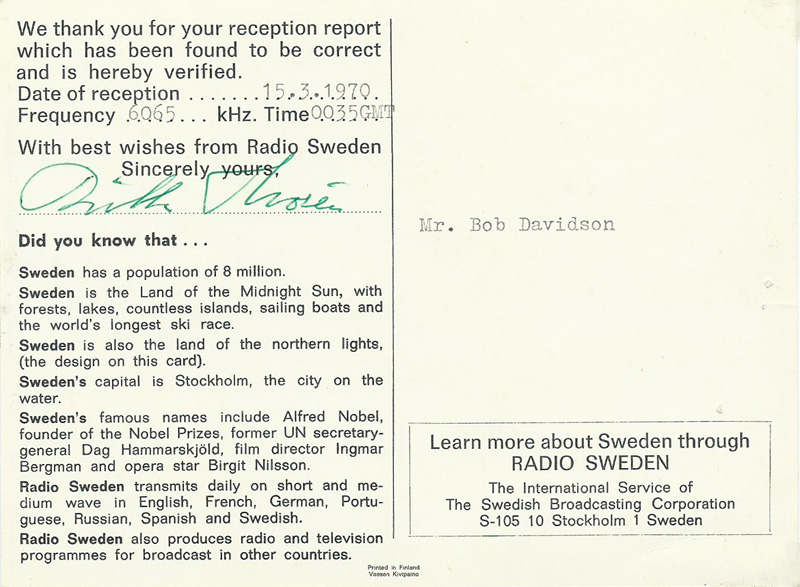 We thank you for your reception report
which has been found to be correct
and is hereby verified.
Date of reception .......15.3.1970.
Frequency .6065... kHz. Time 0035GMT
With best wishes from Radio Sweden
Sincerely yours,
Did you know that ...
Sweden has a population of 8 million.
Sweden is the Land of the Midnight Sun, with
forests, lakes, countless islands, sailing boats and
the world's longest ski race.
Sweden is also the land of the northern lights,
(the design on this card).
Sweden's capital is Stockholm, the city on the
water.
Sweden's famous names include Alfred Nobel,
founder of the Nobel Prizes, former UN secretary-
general Dag Hammarskjöld, film director Ingmar
Bergman and opera star Birgit Nilsson.
Radio Sweden transmits daily on short and me-
dium wave in English, French, German, Portu-
guese, Russian, Spanish and Swedish.
Radio Sweden also produces radio and television
programmes for broadcast in other countries.
Mr. Bob Davidson
Learn more about Sweden through
RADIO SWEDEN
The International Service of
The Swedish Broadcasting Corporation
S-105 10 Stockholm 1 Sweden
Printed in Finland
Vassen Kivipaino